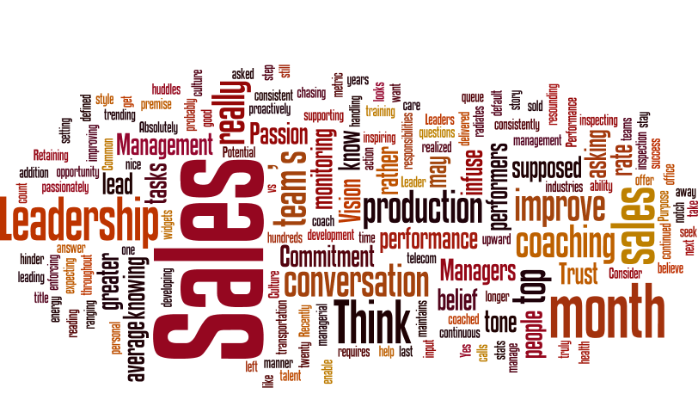 Sales
Leadership
month
Think
sales
production
conversation
coaching
improve
team's
really
top
Management
Passion
monitoring
Vision
know
rather
may
infuse
performers
supposed
asking
rate
Trust
people
tone
belief
Managers
performance
Commitment
greater
knowing
average
tasks
lead
huddles
culture
asked
step
still
style
get
premise
probably
good
consistent
proactively
chasing
metric
years
defined
trending
Absolutely
supporting
handling
looks
want
training
care
setting
improving
Common
nice
Potential
inspiring
action
responsibilities
Leaders
questions
realized
delivered
queue
radiates
default
story
sold
consistently
resounding
Performance
management
inspecting
Retaining
addition
opportunity
passionately
count
widgets
vs
,
coach
hundreds
development
time
Leader
upward
industries
ability
teams
inspection
stay
success
offer
office
continued
Purpose
away
notch
take
seek
next
believe
Consider
hinder
answer
one
leading
enforcing
expecting
throughout
title
energy
reading
ranging
personal
developing
Culture
telecom
longer
coached
continuous
maintains
transportation
Recently
twenty
managerial
left
manner
like
talent
enable
requires
help
last
input
Yes
calls
stats
manage
truly
health